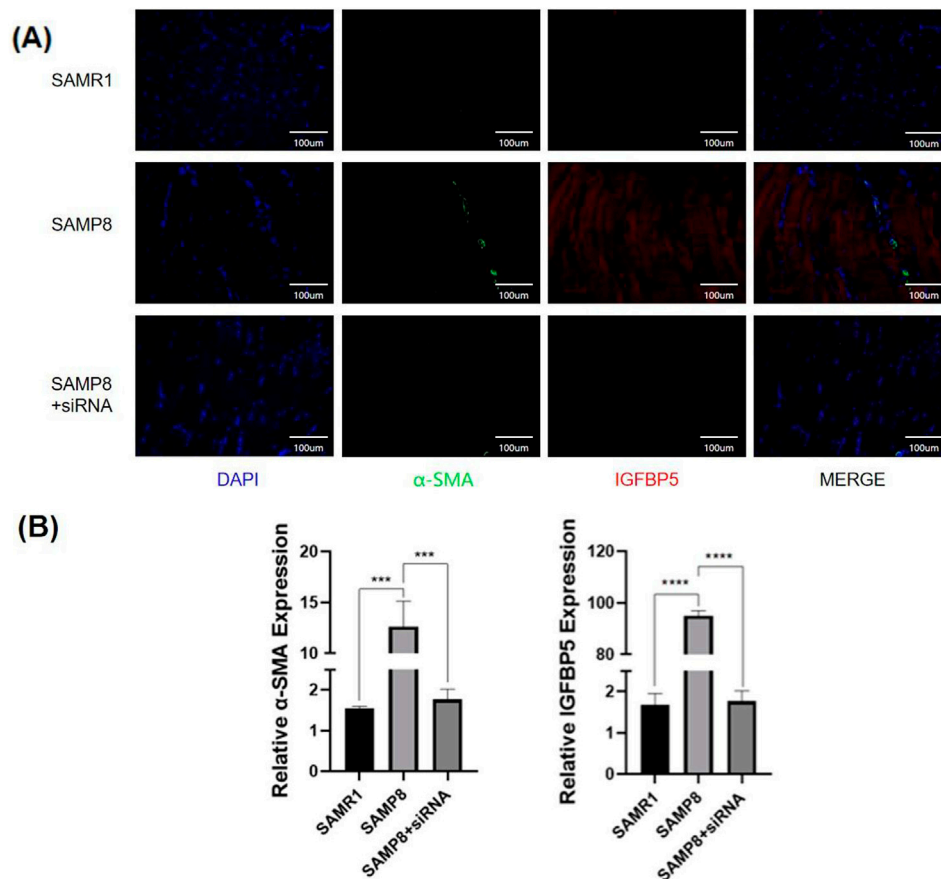 (A)
SAMR1
100um 100um 100um 100um
SAMP8
100um 100um 100um 100um
SAMP8
+siRNA
100um 100um 100um 100um
DAPI α-SMA IGFBP5 MERGE
(B)
Relative α-SMA Expression
20
15
10
2
1
0
*** ***
SAMR1
SAMP8
SAMP8+siRNA
Relative IGFBP5 Expression
120
100
80
2
1
0
**** ****
SAMR1
SAMP8
SAMP8+siRNA